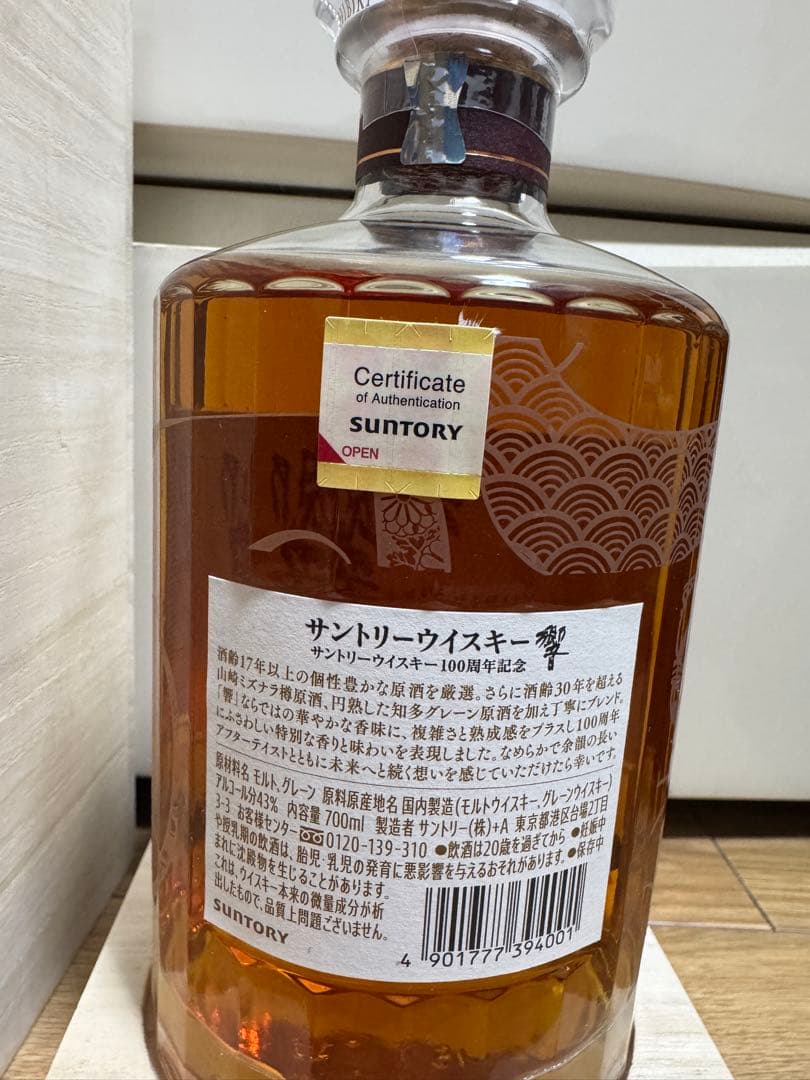 Certificate
of Authentication
SUNTORY
OPEN
サントリーウイスキー 響
サントリーウイスキー100周年記念
酒齢17年以上の個性豊かな原酒を厳選。さらに酒齢30年を超える
山崎ミズナラ樽原酒、円熟した知多グレーン原酒を加え丁寧にブレンド。
「響」ならではの華やかな香味に、複雑さと熟成感をプラスし100周年
にふさわしい特別な香りと味わいを表現しました。なめらかで余韻の長い
アフターテイストとともに未来へと続く想いを感じていただけたら幸いです。
原材料名 モルト、グレーン 原料原産地名 国内製造(モルトウイスキー、グレーンウイスキー)
アルコール分43% 内容量 700ml 製造者 サントリー(株)+A 東京都港区台場2丁目
3-3 お客様センター 0120-139-310 ●飲酒は20歳を過ぎてから ●妊娠中
や授乳期の飲酒は、胎児・乳児の発育に悪影響を与えるおそれがあります。 ●保存中
まれに沈殿物を生じることがあります。
これは、ウイスキー本来の微量成分が析
出したもので、品質上問題ございません。
SUNTORY
4 901777 394001